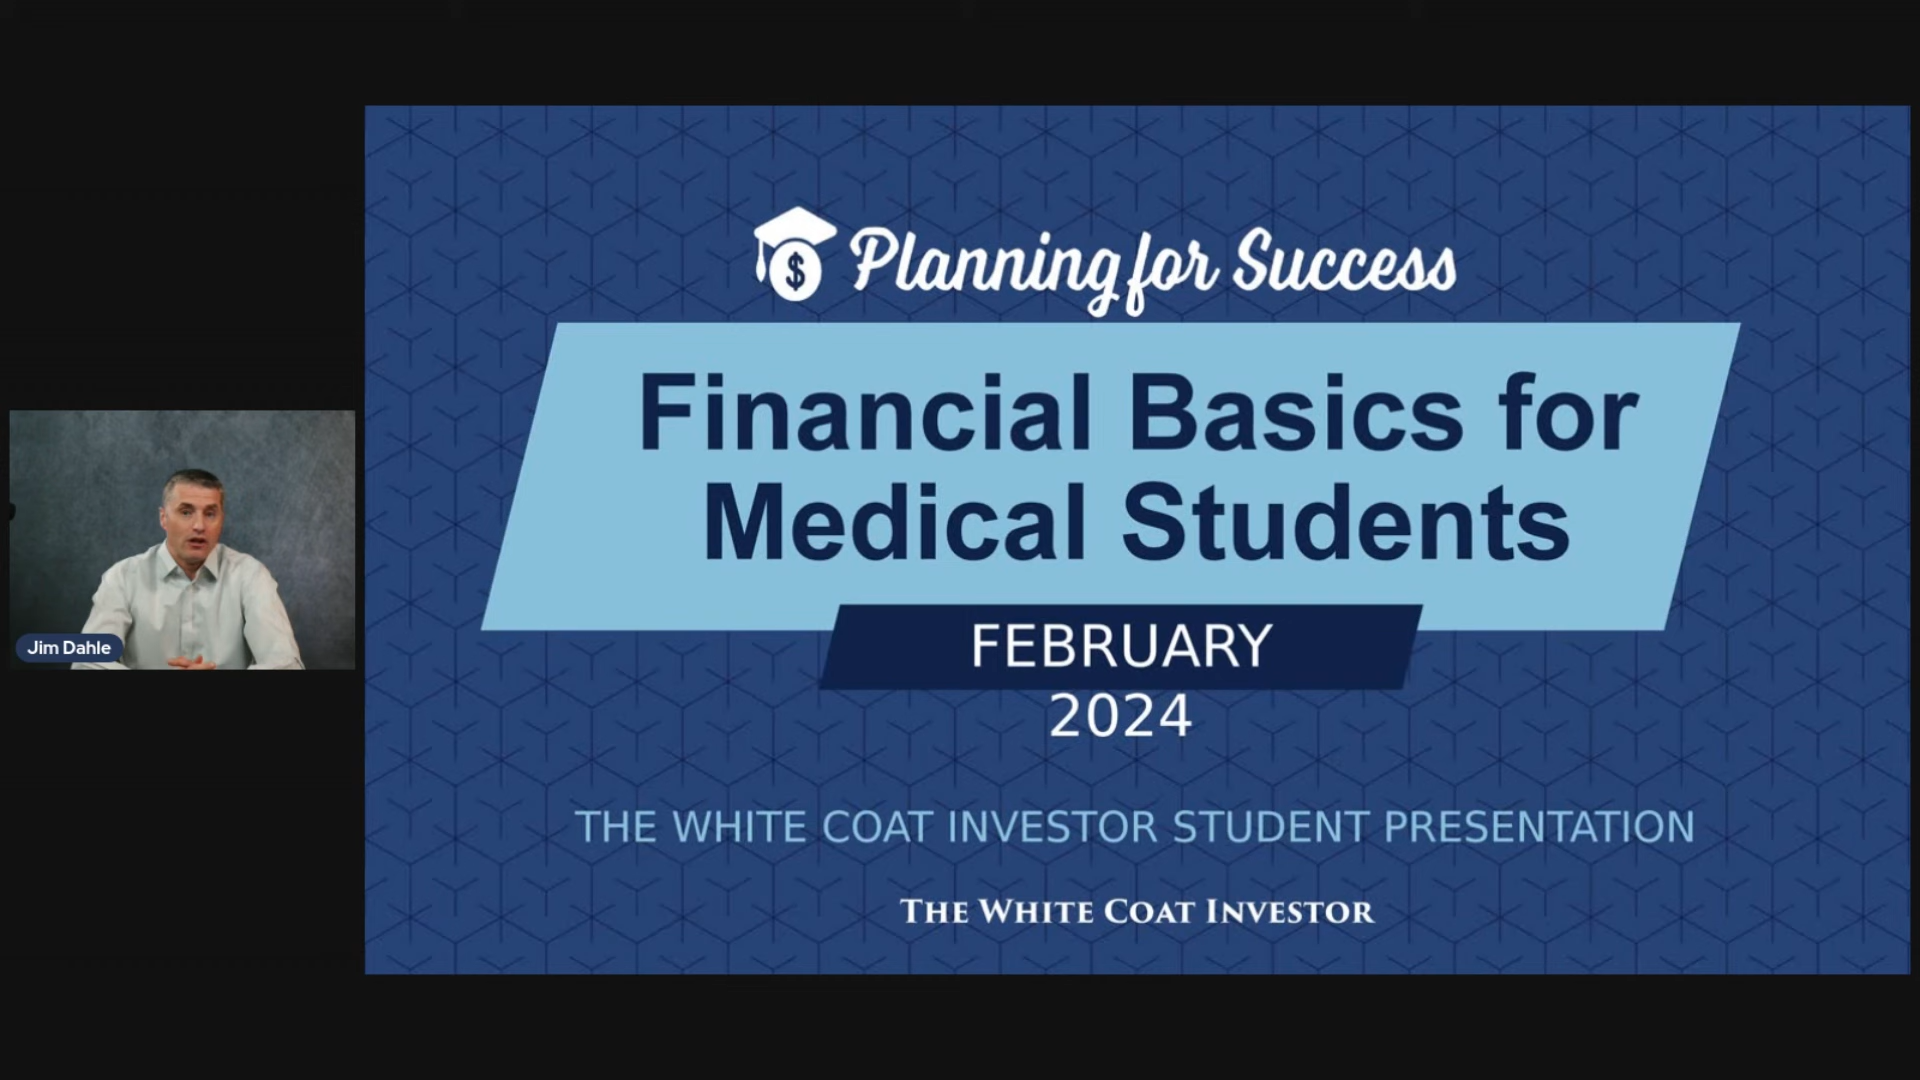 Planning for Success
Financial Basics for
Medical Students
FEBRUARY
2024
THE WHITE COAT INVESTOR STUDENT PRESENTATION
THE WHITE COAT INVESTOR
Jim Dahle
$